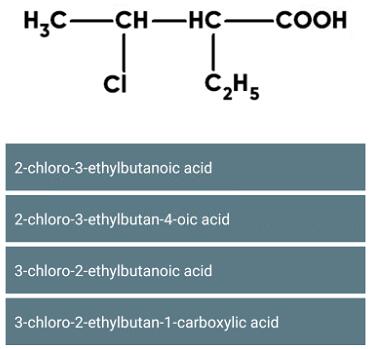 H₃C—CH—HC—COOH
Cl C₂H₅
2-chloro-3-ethylbutanoic acid
2-chloro-3-ethylbutan-4-oic acid
3-chloro-2-ethylbutanoic acid
3-chloro-2-ethylbutan-1-carboxylic acid